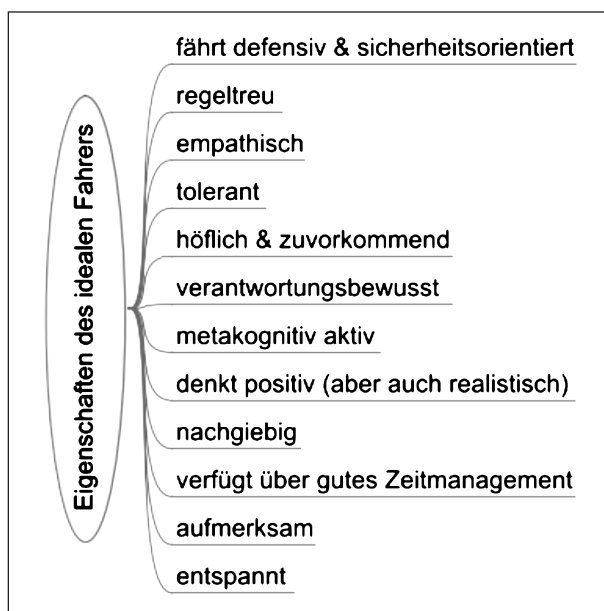 Eigenschaften des idealen Fahrers
fährt defensiv & sicherheitsorientiert
regeltreu
empathisch
tolerant
höflich & zuvorkommend
verantwortungsbewusst
metakognitiv aktiv
denkt positiv (aber auch realistisch)
nachgiebig
verfügt über gutes Zeitmanagement
aufmerksam
entspannt